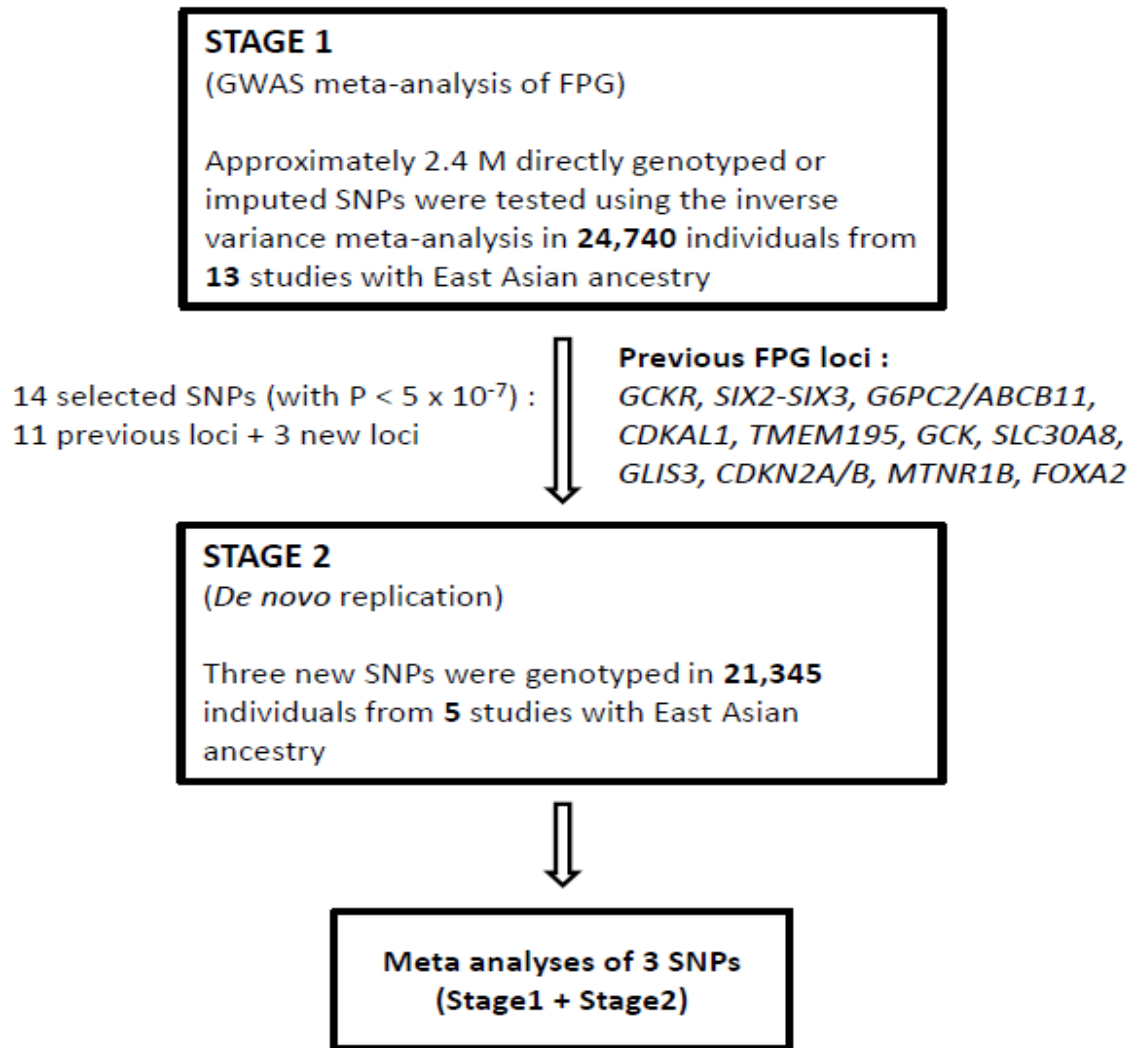 STAGE 1
(GWAS meta-analysis of FPG)
Approximately 2.4 M directly genotyped or
imputed SNPs were tested using the inverse
variance meta-analysis in 24,740 individuals from
13 studies with East Asian ancestry
14 selected SNPs (with P < 5 x 10⁻⁷) :
11 previous loci + 3 new loci
Previous FPG loci :
GCKR, SIX2-SIX3, G6PC2/ABCB11,
CDKAL1, TMEM195, GCK, SLC30A8,
GLIS3, CDKN2A/B, MTNR1B, FOXA2
STAGE 2
(De novo replication)
Three new SNPs were genotyped in 21,345
individuals from 5 studies with East Asian
ancestry
Meta analyses of 3 SNPs
(Stage1 + Stage2)